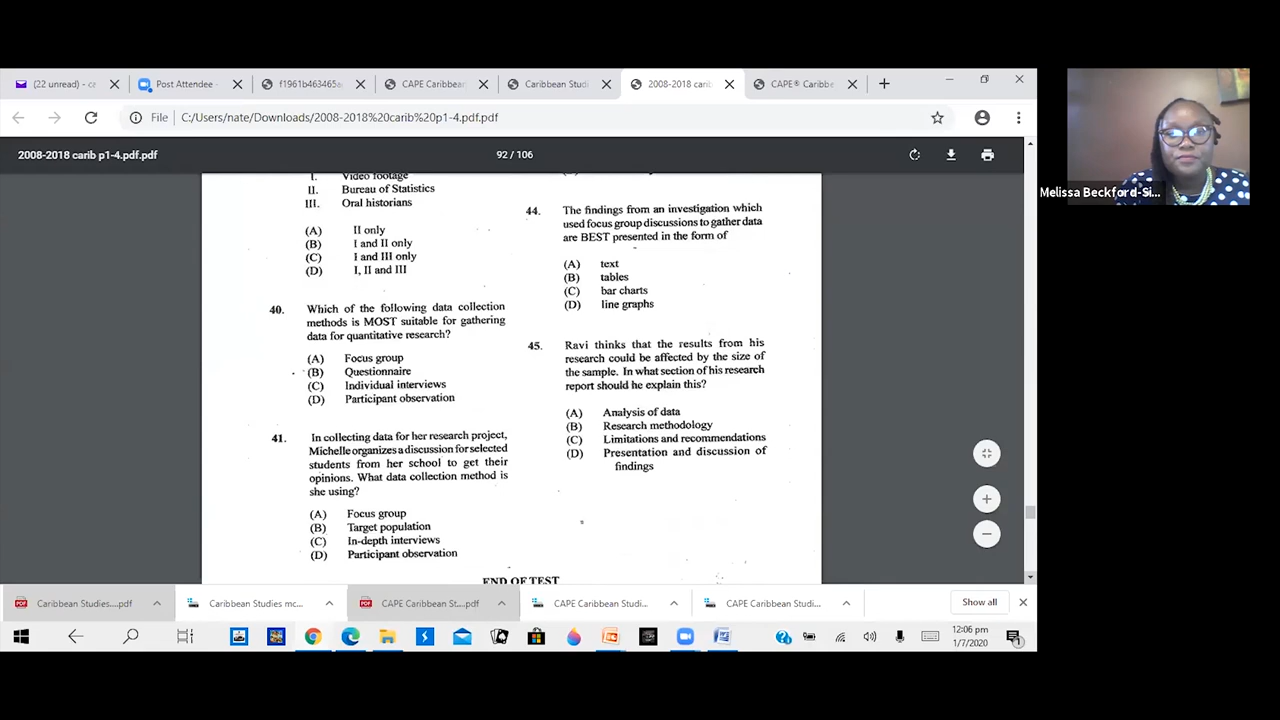 (22 unread) - ca
Post Attendee -
f1961b463465a
CAPE Caribbean
Caribbean Studi
2008-2018 carib
CAPE® Caribbe
File C:/Users/nate/Downloads/2008-2018%20carib%20p1-4.pdf.pdf
2008-2018 carib p1-4.pdf.pdf
92 / 106
I. Video footage
II. Bureau of Statistics
III. Oral historians
(A) II only
(B) I and II only
(C) I and III only
(D) I, II and III
40. Which of the following data collection
methods is MOST suitable for gathering
data for quantitative research?
(A) Focus group
(B) Questionnaire
(C) Individual interviews
(D) Participant observation
41. In collecting data for her research project,
Michelle organizes a discussion for selected
students from her school to get their
opinions. What data collection method is
she using?
(A) Focus group
(B) Target population
(C) In-depth interviews
(D) Participant observation
44. The findings from an investigation which
used focus group discussions to gather data
are BEST presented in the form of
(A) text
(B) tables
(C) bar charts
(D) line graphs
45. Ravi thinks that the results from his
research could be affected by the size of
the sample. In what section of his research
report should he explain this?
(A) Analysis of data
(B) Research methodology
(C) Limitations and recommendations
(D) Presentation and discussion of
findings
END OF TEST
Melissa Beckford-Si...
Caribbean Studies....pdf
Caribbean Studies mc...
CAPE Caribbean St....pdf
CAPE Caribbean Studi...
CAPE Caribbean Studi...
Show all
12:06 pm
1/7/2020